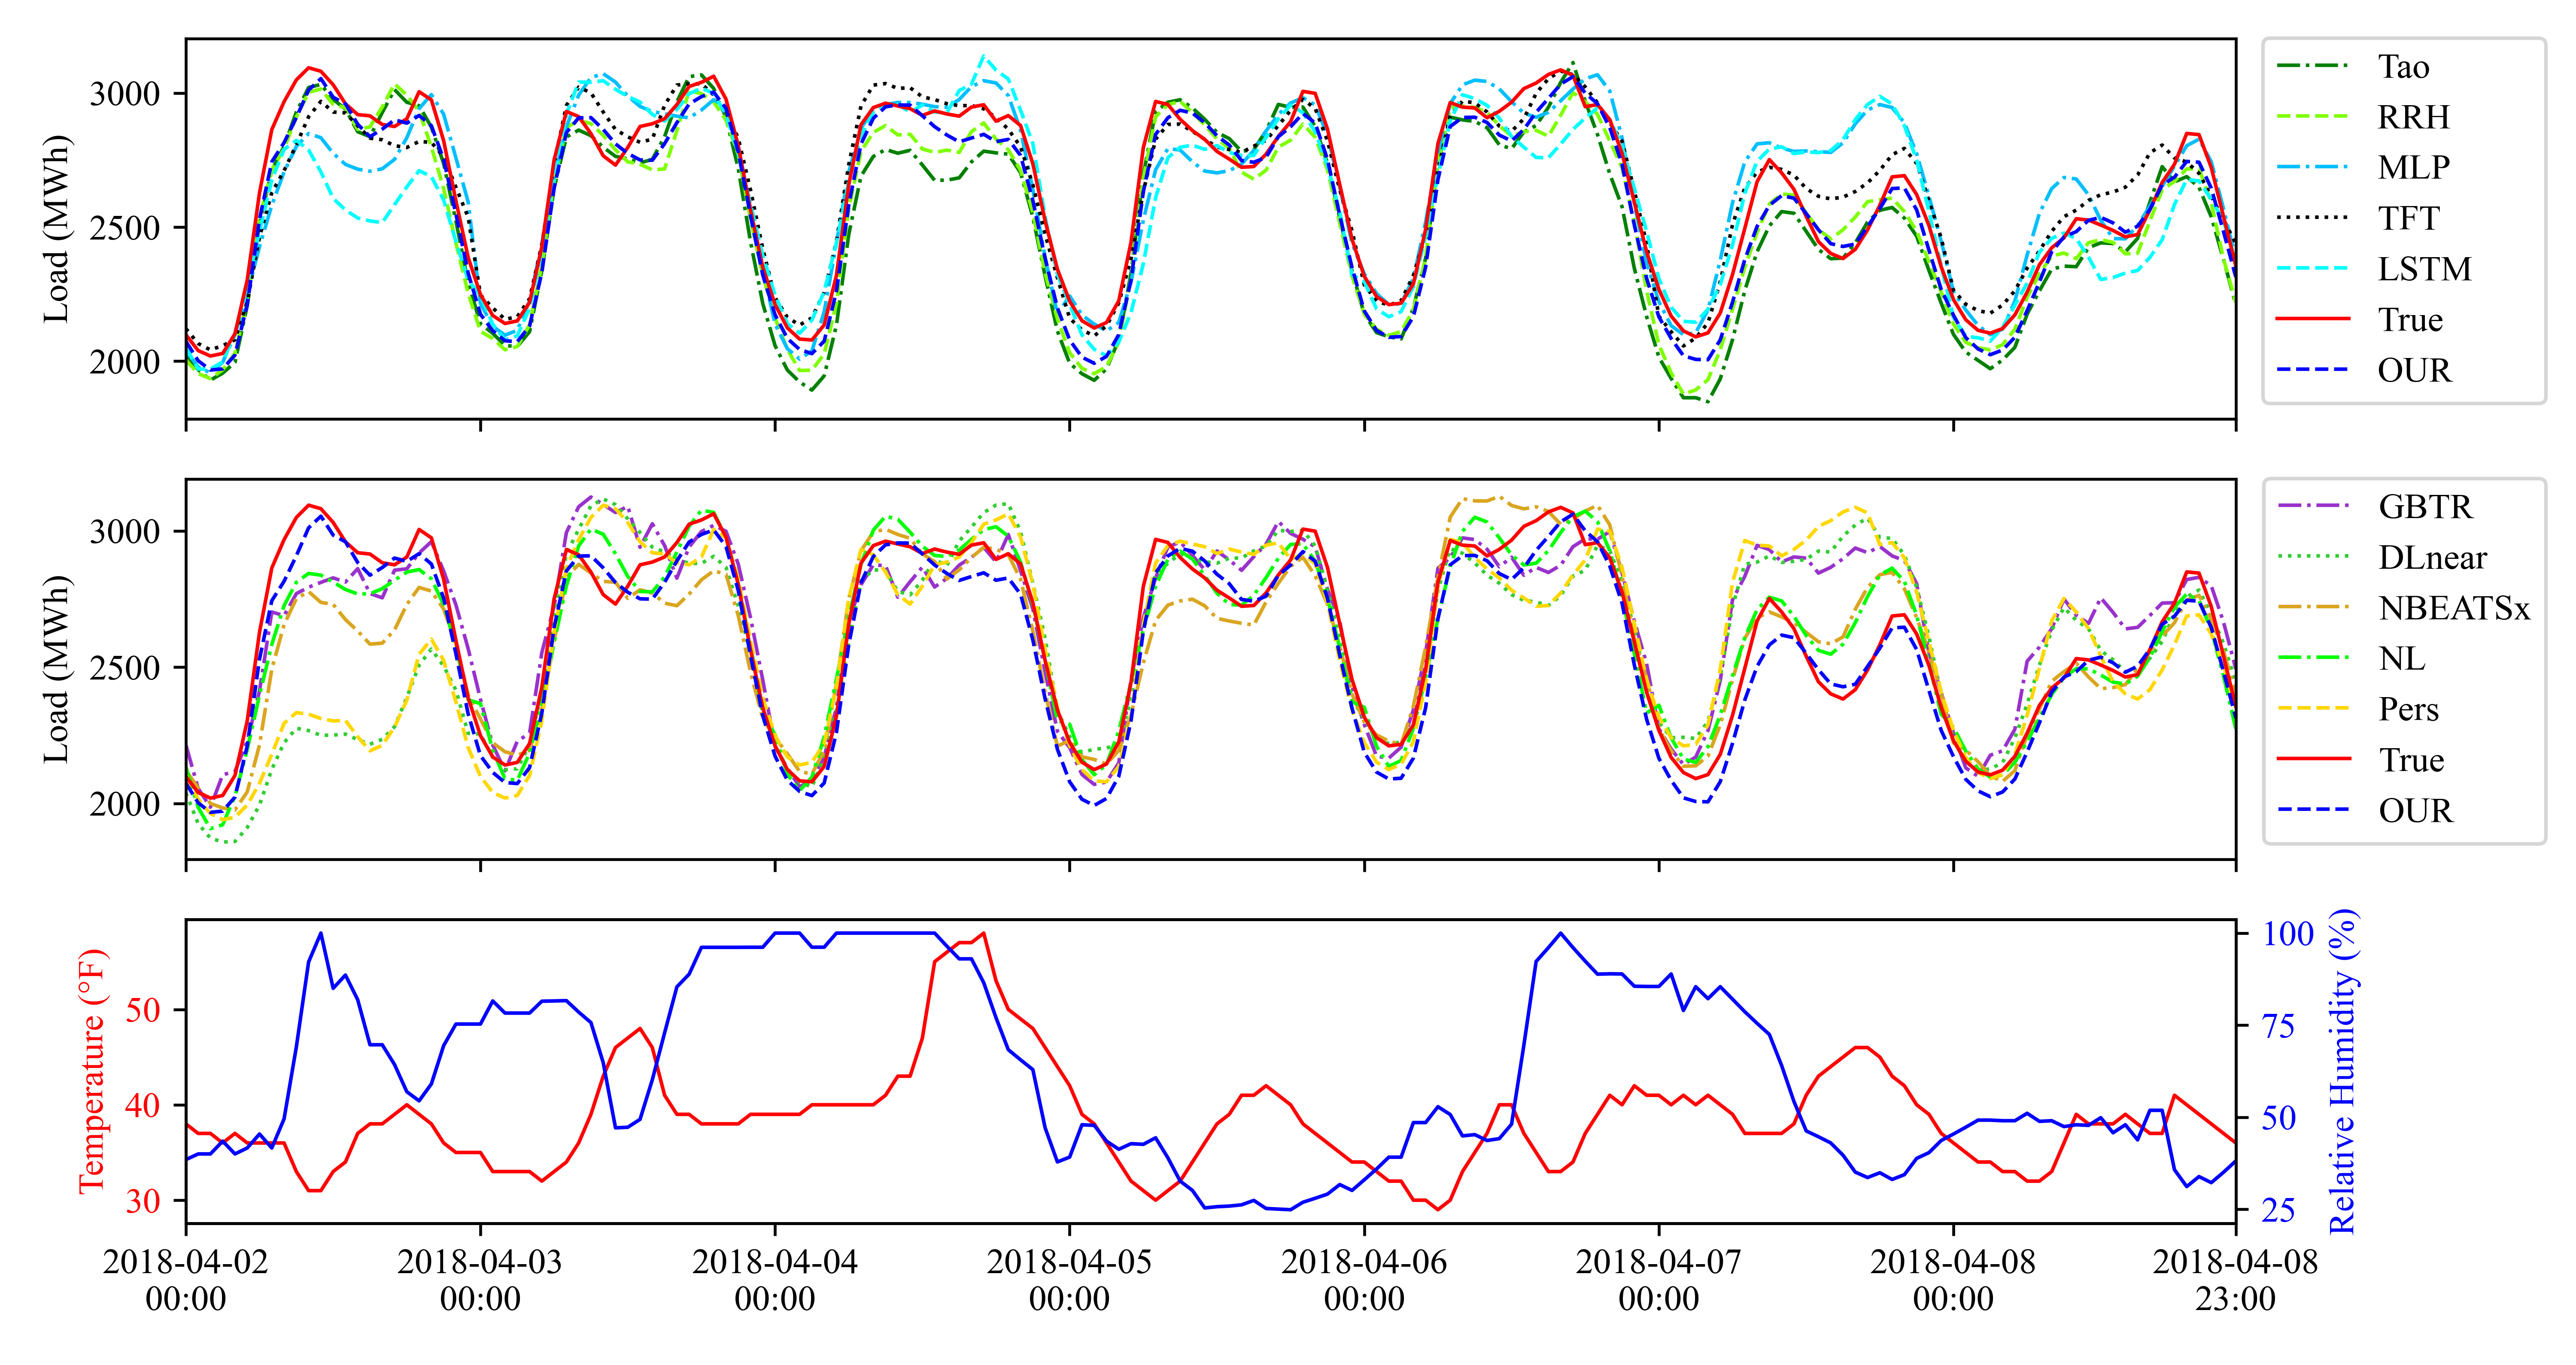 Load (MWh)
3000
2500
2000
Tao
RRH
MLP
TFT
LSTM
True
OUR
Load (MWh)
3000
2500
2000
GBTR
DLnear
NBEATSx
NL
Pers
True
OUR
Temperature (°F)
50
40
30
100
75
50
25
Relative Humidity (%)
2018-04-02 2018-04-03 2018-04-04 2018-04-05 2018-04-06 2018-04-07 2018-04-08 2018-04-08
00:00 00:00 00:00 00:00 00:00 00:00 00:00 23:00